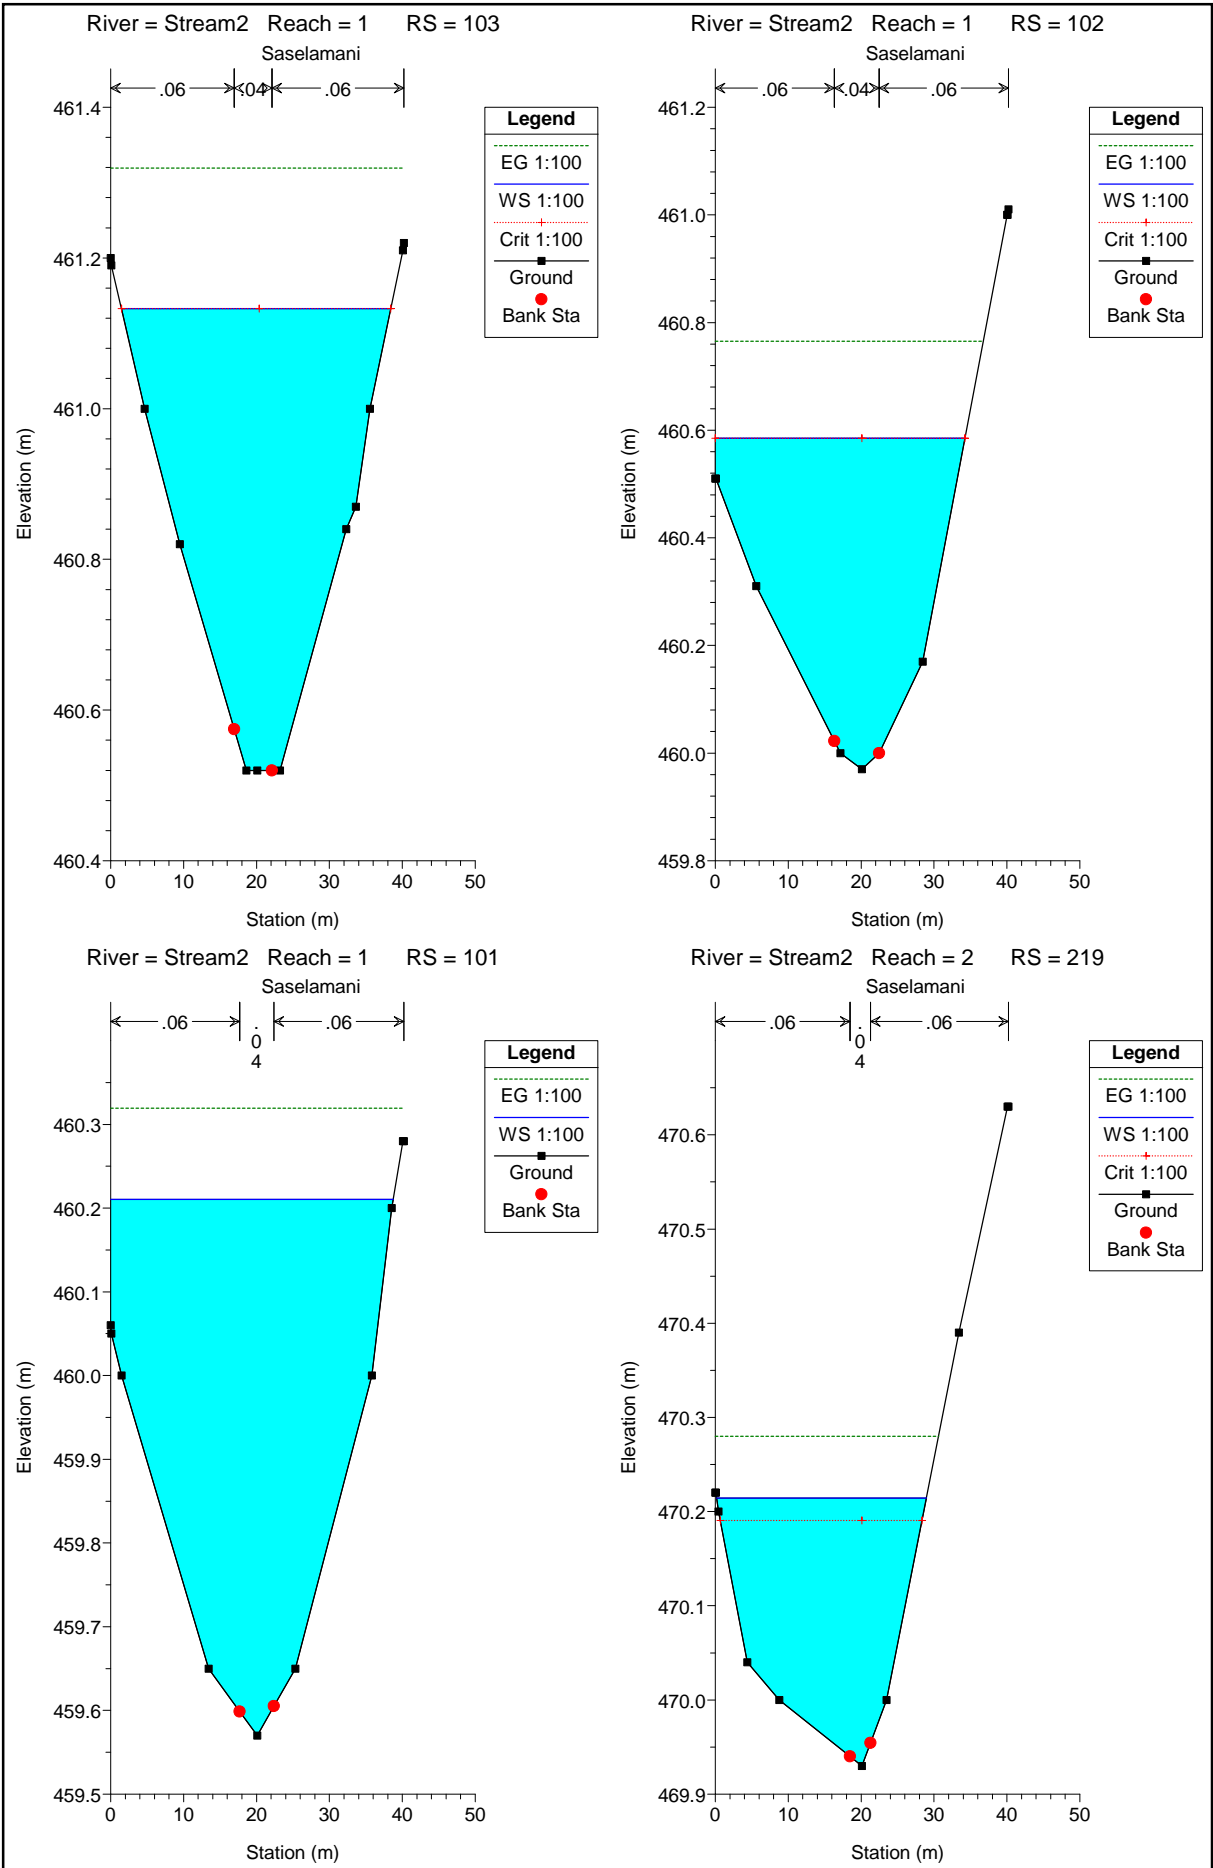 River = Stream2 Reach = 1 RS = 103
Saselamani
.06 .04 .06
461.4
461.2
461.0
460.8
460.6
460.4
0 10 20 30 40 50
Station (m)
Elevation (m)
Legend
EG 1:100
WS 1:100
Crit 1:100
Ground
Bank Sta
River = Stream2 Reach = 1 RS = 102
Saselamani
.06 .04 .06
461.2
461.0
460.8
460.6
460.4
460.2
460.0
459.8
0 10 20 30 40 50
Station (m)
Elevation (m)
Legend
EG 1:100
WS 1:100
Crit 1:100
Ground
Bank Sta
River = Stream2 Reach = 1 RS = 101
Saselamani
.06 .04 .06
460.3
460.2
460.1
460.0
459.9
459.8
459.7
459.6
459.5
0 10 20 30 40 50
Station (m)
Elevation (m)
Legend
EG 1:100
WS 1:100
Ground
Bank Sta
River = Stream2 Reach = 2 RS = 219
Saselamani
.06 .04 .06
470.6
470.5
470.4
470.3
470.2
470.1
470.0
469.9
0 10 20 30 40 50
Station (m)
Elevation (m)
Legend
EG 1:100
WS 1:100
Crit 1:100
Ground
Bank Sta